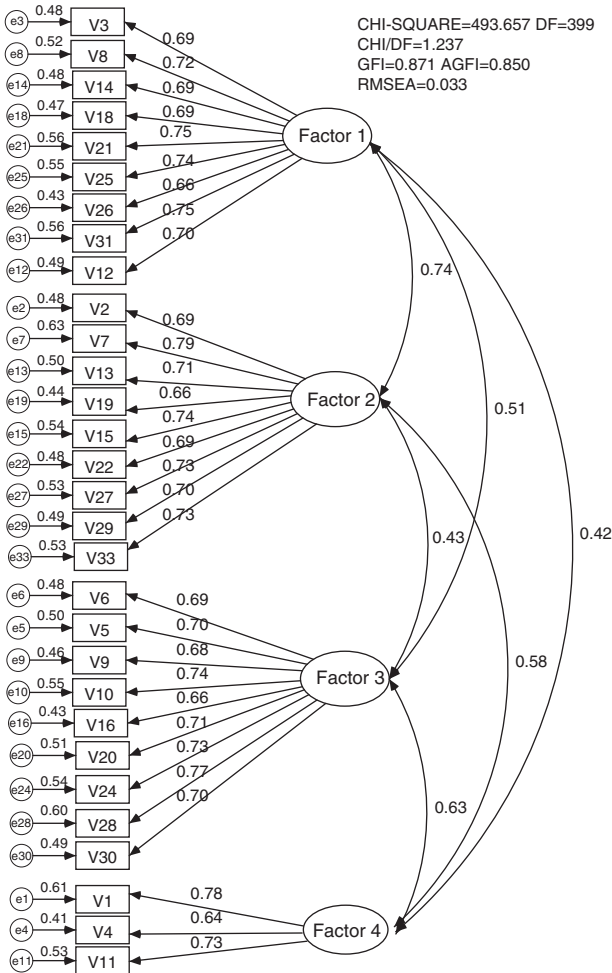 CHI-SQUARE=493.657 DF=399
CHI/DF=1.237
GFI=0.871 AGFI=0.850
RMSEA=0.033
e3 0.48 V3 0.69
e8 0.52 V8 0.72
e14 0.48 V14 0.69
e18 0.47 V18 0.69
e21 0.56 V21 0.75
e25 0.55 V25 0.74
e26 0.43 V26 0.66
e31 0.56 V31 0.75
e12 0.49 V12 0.70
Factor 1
e2 0.48 V2 0.69
e7 0.63 V7 0.79
e13 0.50 V13 0.71
e19 0.44 V19 0.66
e15 0.54 V15 0.74
e22 0.48 V22 0.69
e27 0.53 V27 0.73
e29 0.49 V29 0.70
e33 0.53 V33 0.73
Factor 2
e6 0.48 V6 0.69
e5 0.50 V5 0.70
e9 0.46 V9 0.68
e10 0.55 V10 0.74
e16 0.43 V16 0.66
e20 0.51 V20 0.71
e24 0.54 V24 0.73
e28 0.60 V28 0.77
e30 0.49 V30 0.70
Factor 3
e1 0.61 V1 0.78
e4 0.41 V4 0.64
e11 0.53 V11 0.73
Factor 4
0.74
0.51
0.42
0.43
0.58
0.63